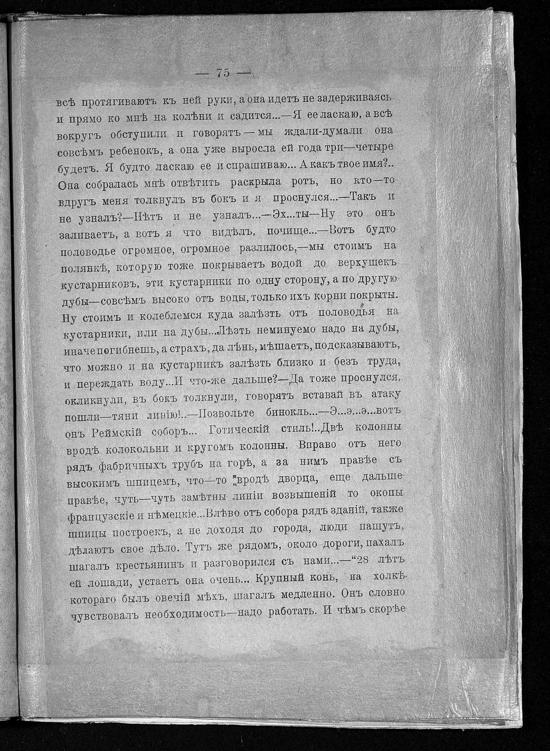 — 75 —
всѣ протягиваютъ къ ней руки, а она идетъ не задерживаясь
и прямо ко мнѣ на колѣни и садится...—Я ее ласкаю, а всѣ
вокругъ обступили и говорятъ—мы ждали-думали она
совсѣмъ ребенокъ, а она уже выросла ей года три—четыре
будетъ. Я будто ласкаю ее и спрашиваю... А какъ твое имя?..
Она собралась мнѣ отвѣтить раскрыла ротъ, но кто—то
вдругъ меня толкнулъ въ бокъ и я проснулся...—Такъ и
не узналъ?—Нѣтъ и не узналъ...—Эх...ты—Ну это онъ
заливаетъ, а вотъ я что видѣлъ, почище...—Вотъ будто
половодье огромное, огромное разлилось,—мы стоимъ на
полянкѣ, которую тоже покрываетъ водой до верхушекъ
кустарниковъ, эти кустарники по одну сторону, а по другую
дубы—совсѣмъ высоко отъ воды, только ихъ корни покрыты.
Ну стоимъ и колеблемся куда залѣзть отъ половодья на
кустарники, или на дубы...Лѣзть неминуемо надо на дубы,
иначе погибнешь, а страхъ, да лѣнь, мѣшаетъ, подсказываютъ,
что можно и на кустарникъ залѣзть близко и безъ труда,
и переждать воду...И что-же дальше?—Да тоже проснулся,
окликнули, въ бокъ толкнули, говорятъ вставай въ атаку
пошли—тяни линію!..—Позвольте бинокль...—Э...э...э...вотъ
онъ Реймскій соборъ... Готическій стиль!..Двѣ колонны
вродѣ колокольни и кругомъ колонны. Вправо отъ него
рядъ фабричныхъ трубъ на горѣ, а за нимъ правѣе съ
высокимъ шпицемъ, что—то вродѣ дворца, еще дальше
правѣе, чуть—чуть замѣтны линіи возвышеній то окопы
французскіе и нѣмецкіе...Влѣво отъ собора рядъ зданій, также
шпицы построекъ, а не доходя до города, люди пашутъ,
дѣлаютъ свое дѣло. Тутъ же рядомъ, около дороги, пахалъ
шагалъ крестьянин и разговорился съ нами...—"28 лѣтъ
ей лошади, устаетъ она очень... Крупный конь, на холкѣ
котораго былъ овечій мѣхъ, шагалъ медленно. Онъ словно
чувствовалъ необходимость—надо работать. И чѣмъ скорѣе